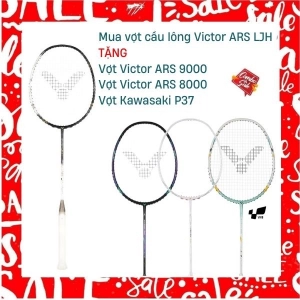 Mua vợt cầu lông Victor ARS LJH
TẶNG
Vợt Victor ARS 9000
Vợt Victor ARS 8000
Vợt Kawasaki P37